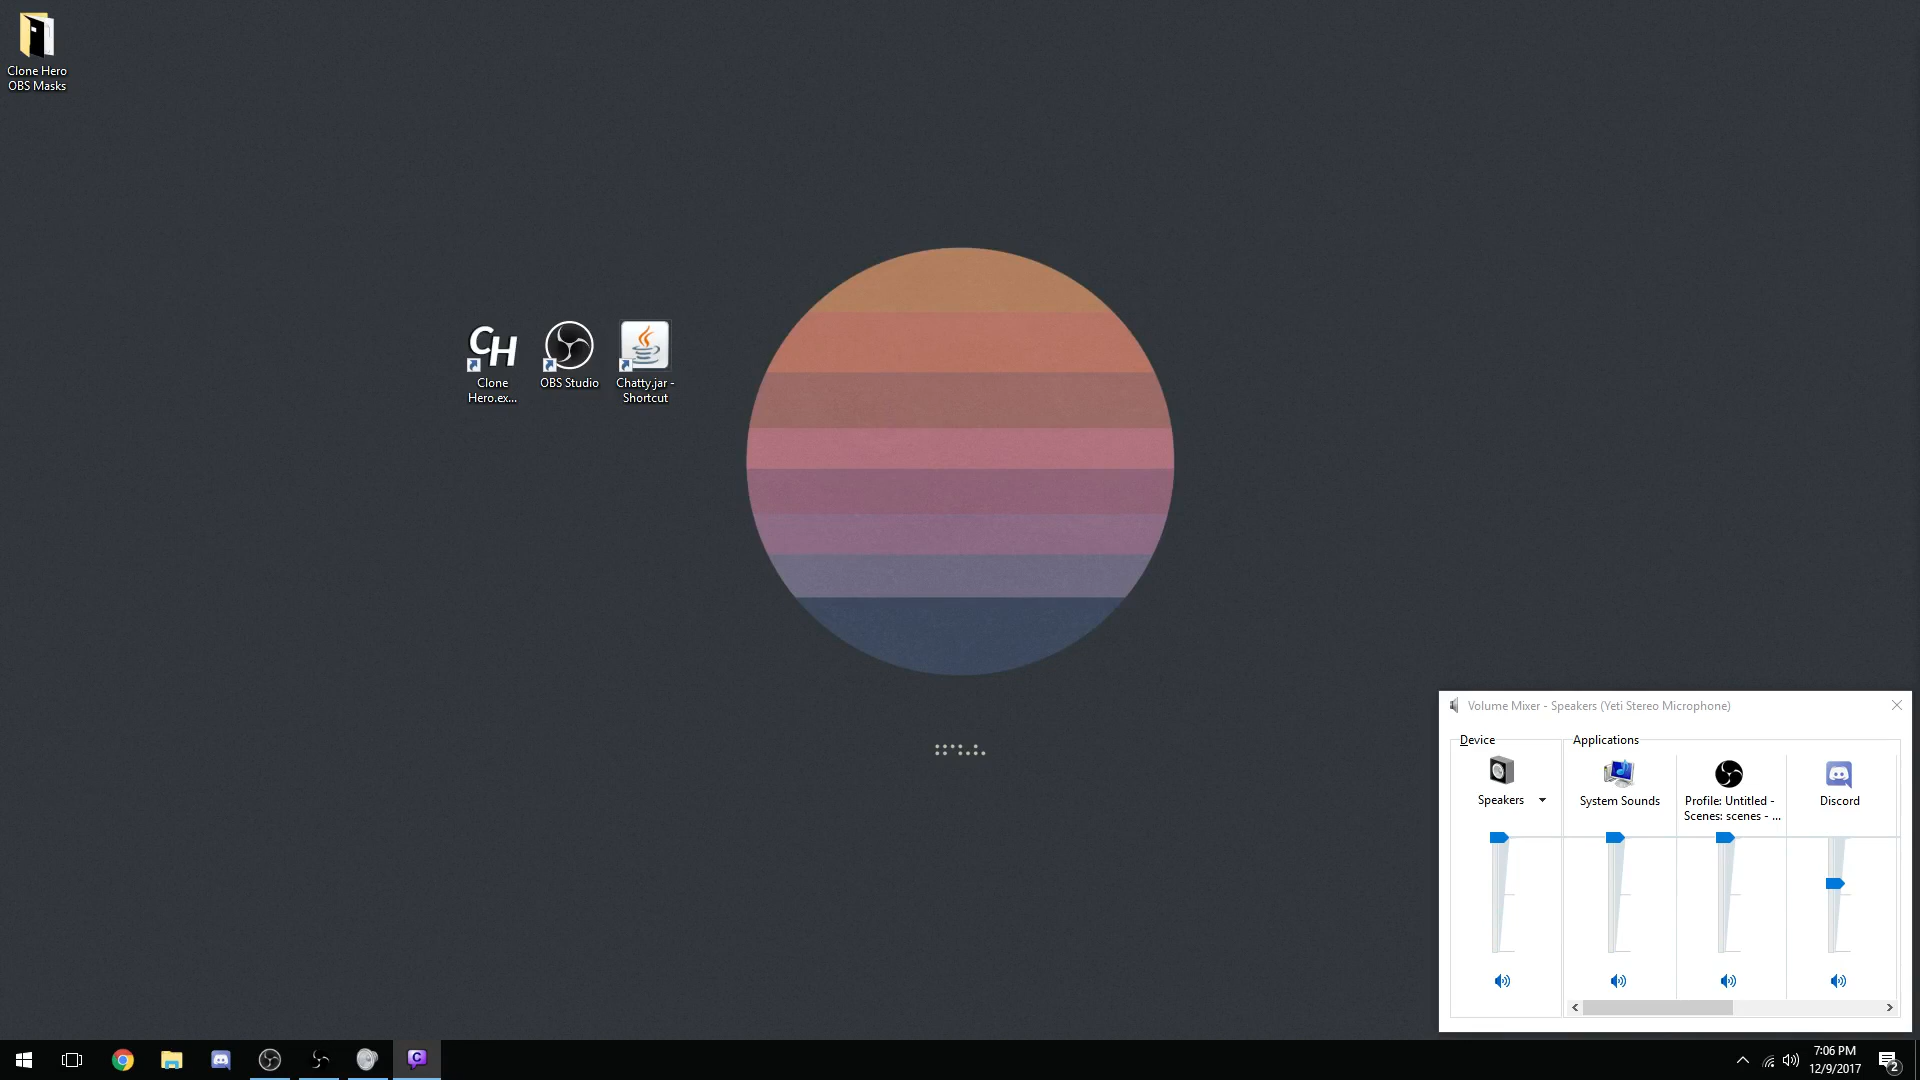 Clone Hero
OBS Masks
CH
Clone
Hero.ex...
OBS Studio
Chatty.jar -
Shortcut
Volume Mixer - Speakers (Yeti Stereo Microphone)
Device
Applications
Speakers
System Sounds
Profile: Untitled -
Scenes: scenes - ...
Discord
C
7:06 PM
12/9/2017
2